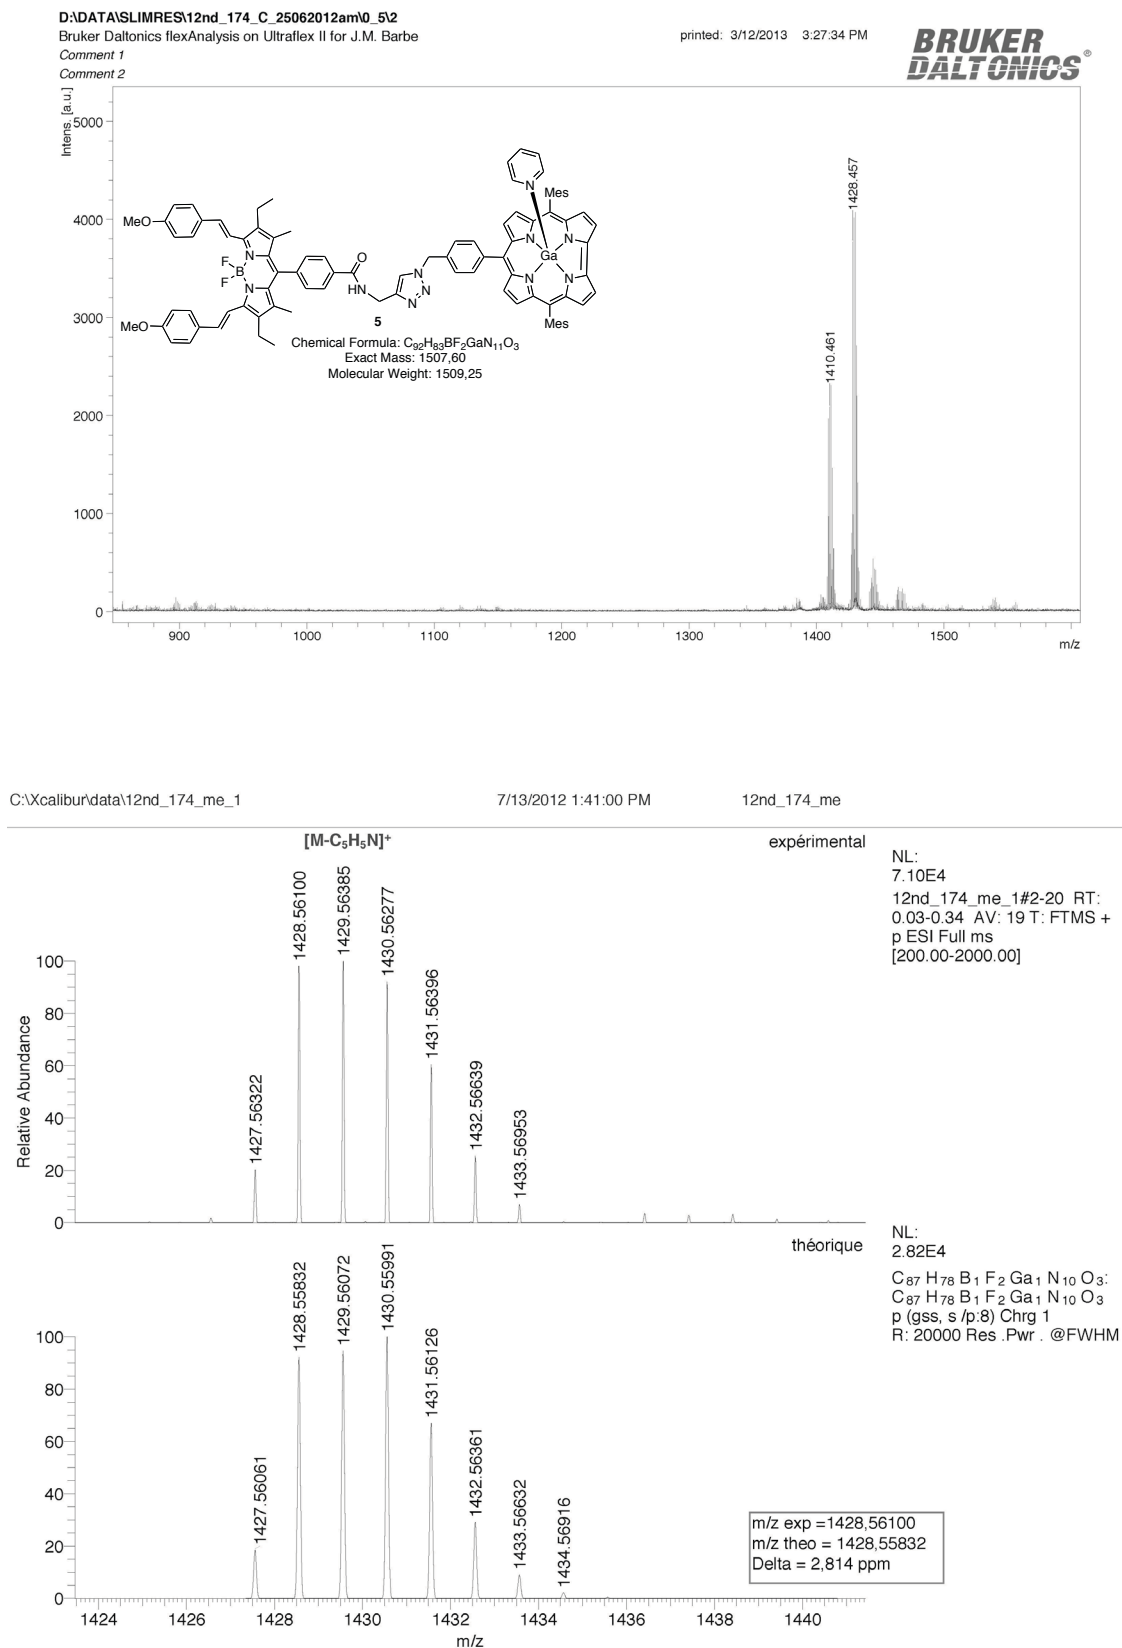 D:\DATA\SLIMRES\12nd_174_C_25062012am\0_5\2
Bruker Daltonics flexAnalysis on Ultraflex II for J.M. Barbe
printed: 3/12/2013 3:27:34 PM
Comment 1
Comment 2
BRUKER
DALTONICS®
Intens. [a.u.]
5000
4000
3000
2000
1000
0
1428.457
1410.461
MeO
F
B
F
N
N
MeO
O
HN
N
N
N
5
N
Mes
N
N
Ga
N
N
Mes
Chemical Formula: C92H83BF2GaN11O3
Exact Mass: 1507,60
Molecular Weight: 1509,25
900
1000
1100
1200
1300
1400
1500
m/z
C:\Xcalibur\data\12nd_174_me_1
7/13/2012 1:41:00 PM
12nd_174_me
[M-C5H5N]+
expérimental
NL:
7.10E4
12nd_174_me_1#2-20 RT:
0.03-0.34 AV: 19 T: FTMS +
p ESI Full ms
[200.00-2000.00]
Relative Abundance
100
80
60
40
20
0
1427.56322
1428.56100
1429.56385
1430.56277
1431.56396
1432.56639
1433.56953
théorique
NL:
2.82E4
C87 H78 B1 F2 Ga1 N10 O3:
C87 H78 B1 F2 Ga1 N10 O3
p (gss, s /p:8) Chrg 1
R: 20000 Res .Pwr . @FWHM
100
80
60
40
20
0
1427.56061
1428.55832
1429.56072
1430.55991
1431.56126
1432.56361
1433.56632
1434.56916
m/z exp =1428,56100
m/z theo = 1428,55832
Delta = 2,814 ppm
1424
1426
1428
1430
1432
1434
1436
1438
1440
m/z